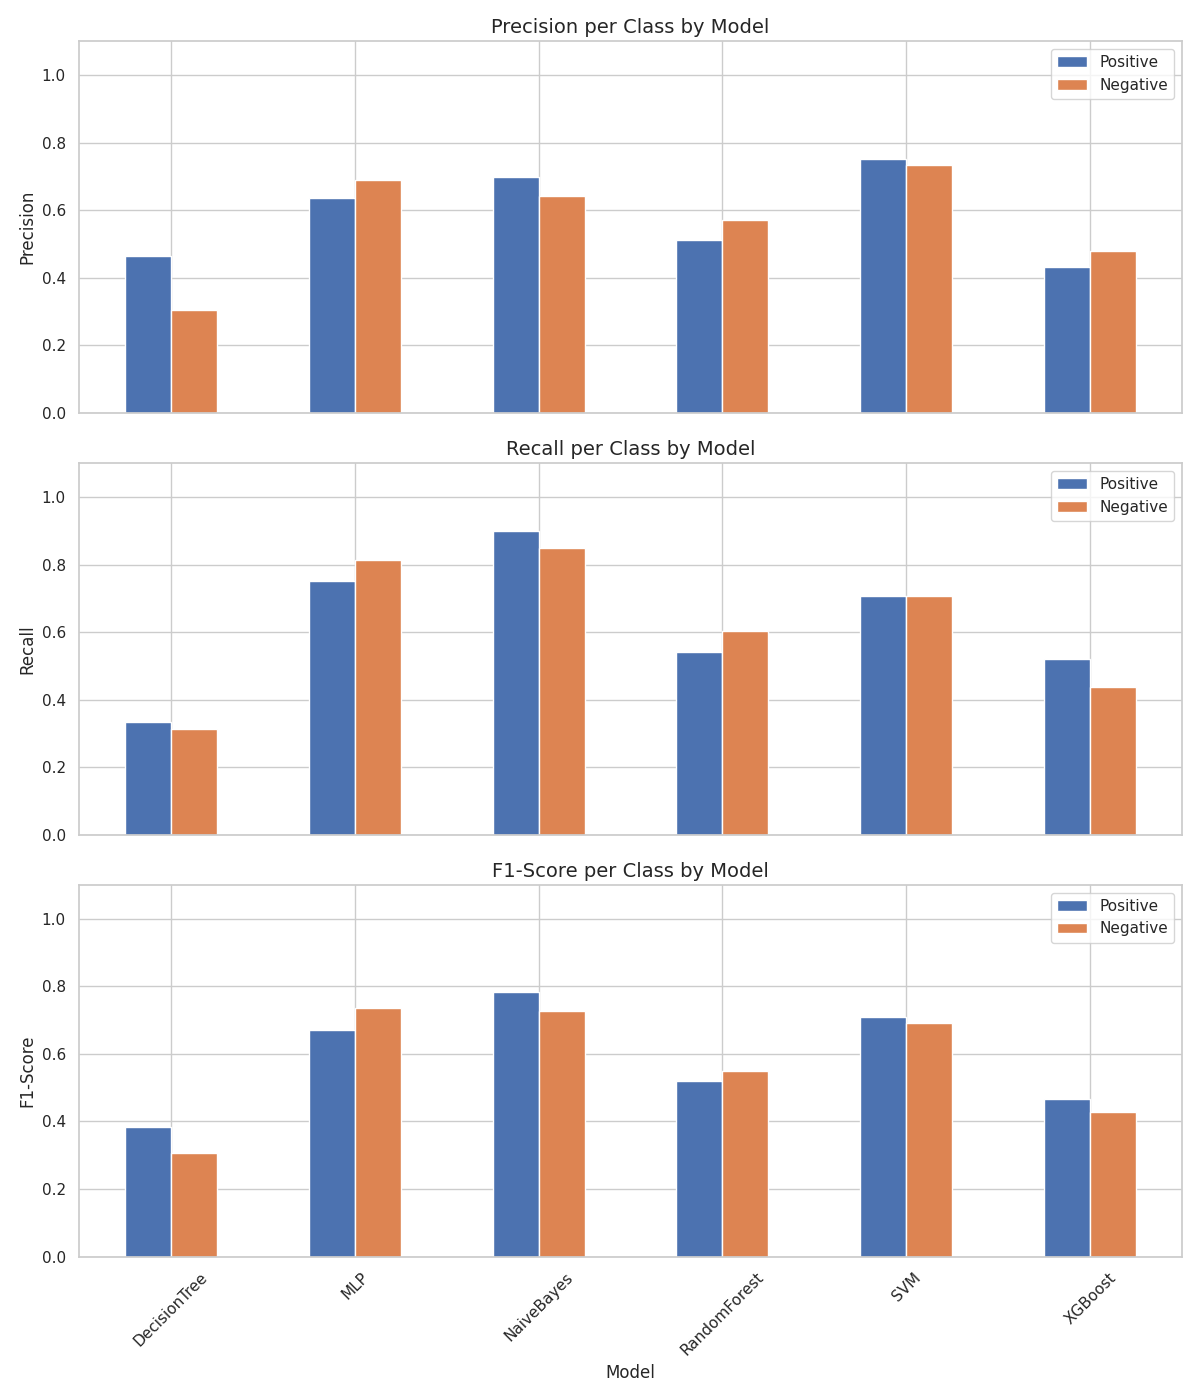 Precision per Class by Model
Positive
Negative
1.0
0.8
0.6
0.4
0.2
0.0
Precision
Recall per Class by Model
Positive
Negative
1.0
0.8
0.6
0.4
0.2
0.0
Recall
F1-Score per Class by Model
Positive
Negative
1.0
0.8
0.6
0.4
0.2
0.0
F1-Score
DecisionTree
MLP
NaiveBayes
RandomForest
SVM
XGBoost
Model